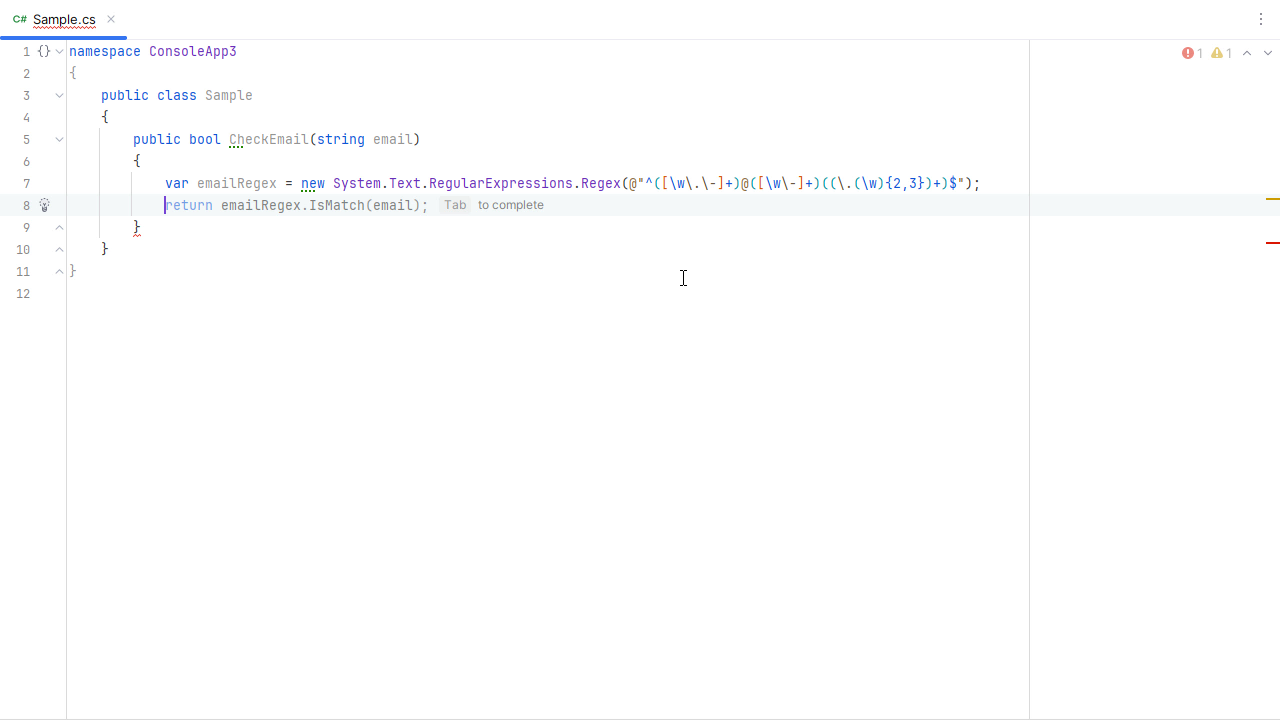 C# Sample.cs
1 {} namespace ConsoleApp3 1 1
2 {
3 public class Sample
4 {
5 public bool CheckEmail(string email)
6 {
7 var emailRegex = new System.Text.RegularExpressions.Regex(@"^([\w\.\-]+)@([\w\-]+)((\.(\w){2,3})+)$");
8 return emailRegex.IsMatch(email); Tab to complete
9 }
10 }
11 }
12